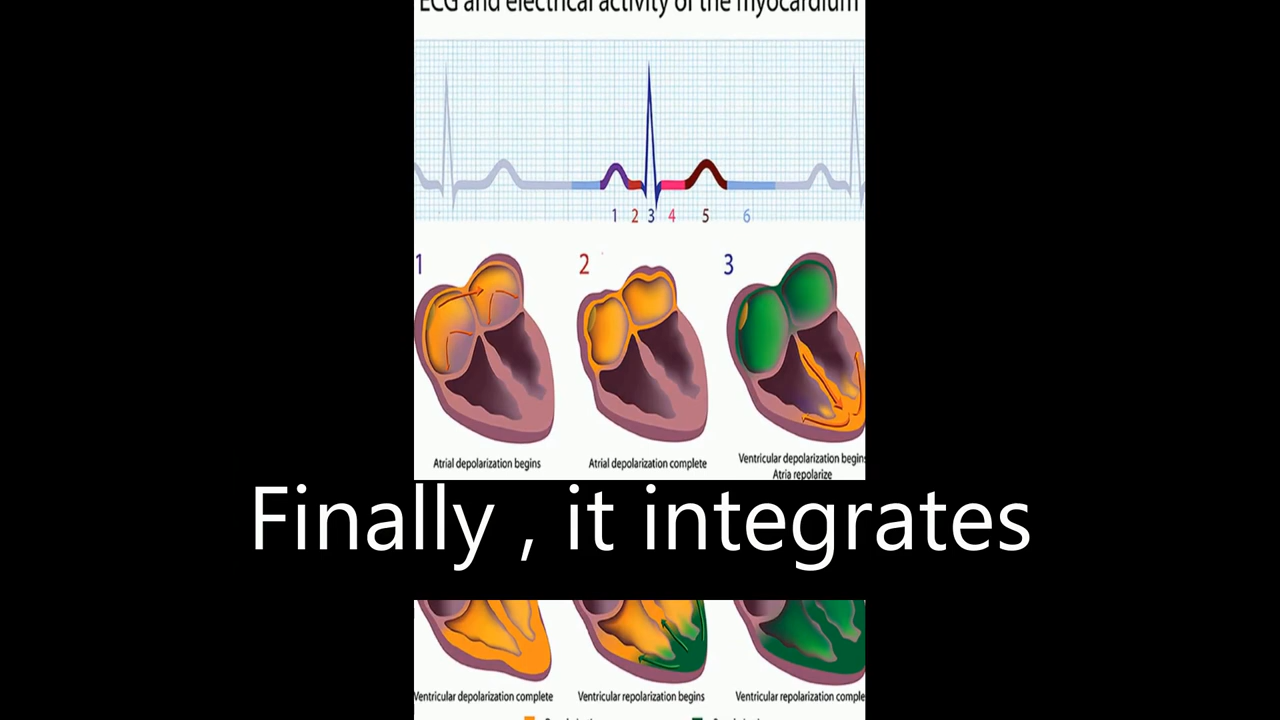 ECG and electrical activity of the myocardium
1 2 3 4 5 6
1 2 3
Atrial depolarization begins
Atrial depolarization complete
Ventricular depolarization begins
Atria repolarize
Finally , it integrates
Ventricular depolarization complete
Ventricular repolarization begins
Ventricular repolarization comple